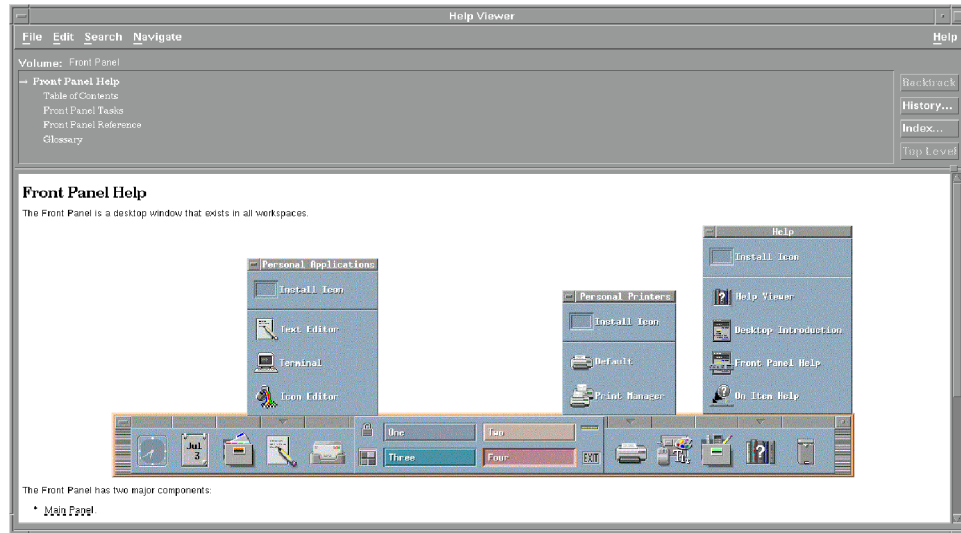 Help Viewer
File Edit Search Navigate Help
Volume: Front Panel
Front Panel Help
Table of Contents
Front Panel Tasks
Front Panel Reference
Glossary
Backtrack
History...
Index...
Top Level
Front Panel Help
The Front Panel is a desktop window that exists in all workspaces.
Personal Applications
Install Icon
Text Editor
Terminal
Icon Editor
Personal Printers
Install Icon
Default
Print Manager
Help
Install Icon
Help Viewer
Desktop Introduction
Front Panel Help
On Item Help
Jul
3
One Two
Three Four
EXIT
The Front Panel has two major components:
• Main Panel.